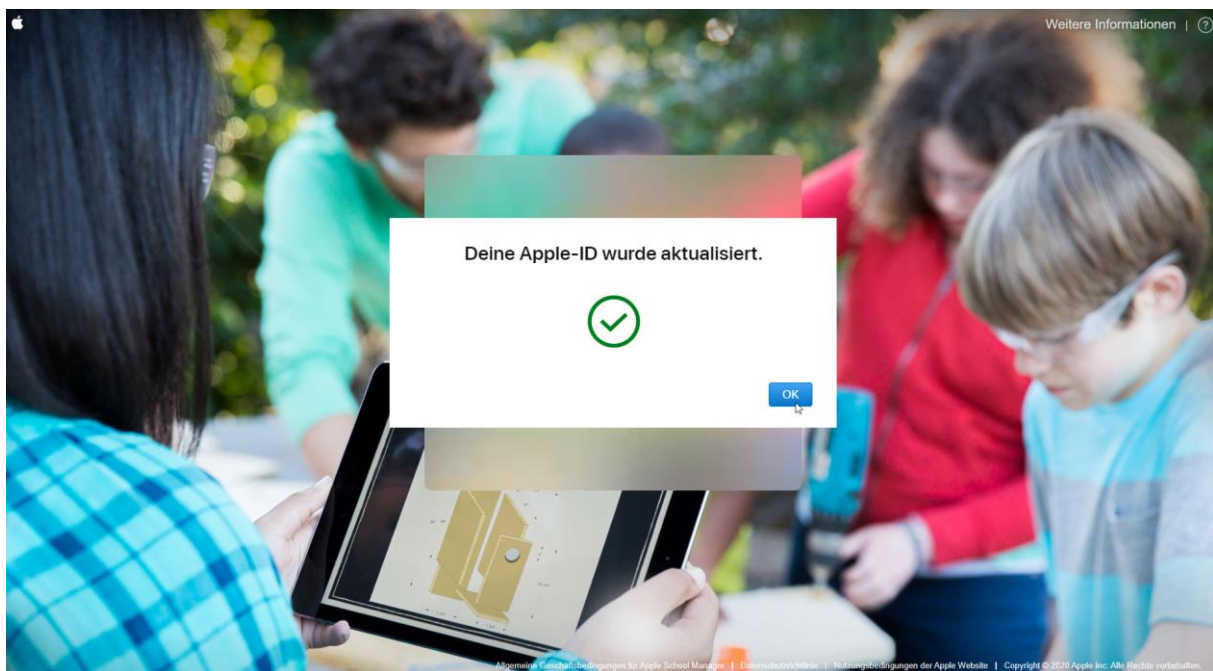 Weitere Informationen | ?
Deine Apple-ID wurde aktualisiert.
OK
Allgemeine Geschäftsbedingungen für Apple School Manager | Datenschutzrichtlinie | Nutzungsbedingungen der Apple Website | Copyright © 2020 Apple Inc. Alle Rechte vorbehalten.